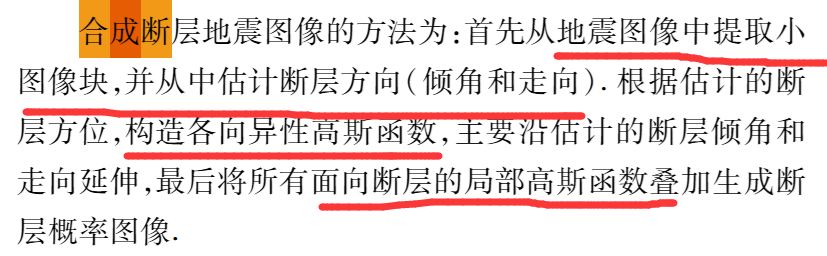 合成断层地震图像的方法为:首先从地震图像中提取小
图像块,并从中估计断层方向(倾角和走向). 根据估计的断
层方位,构造各向异性高斯函数,主要沿估计的断层倾角和
走向延伸,最后将所有面向断层的局部高斯函数叠加生成断
层概率图像.